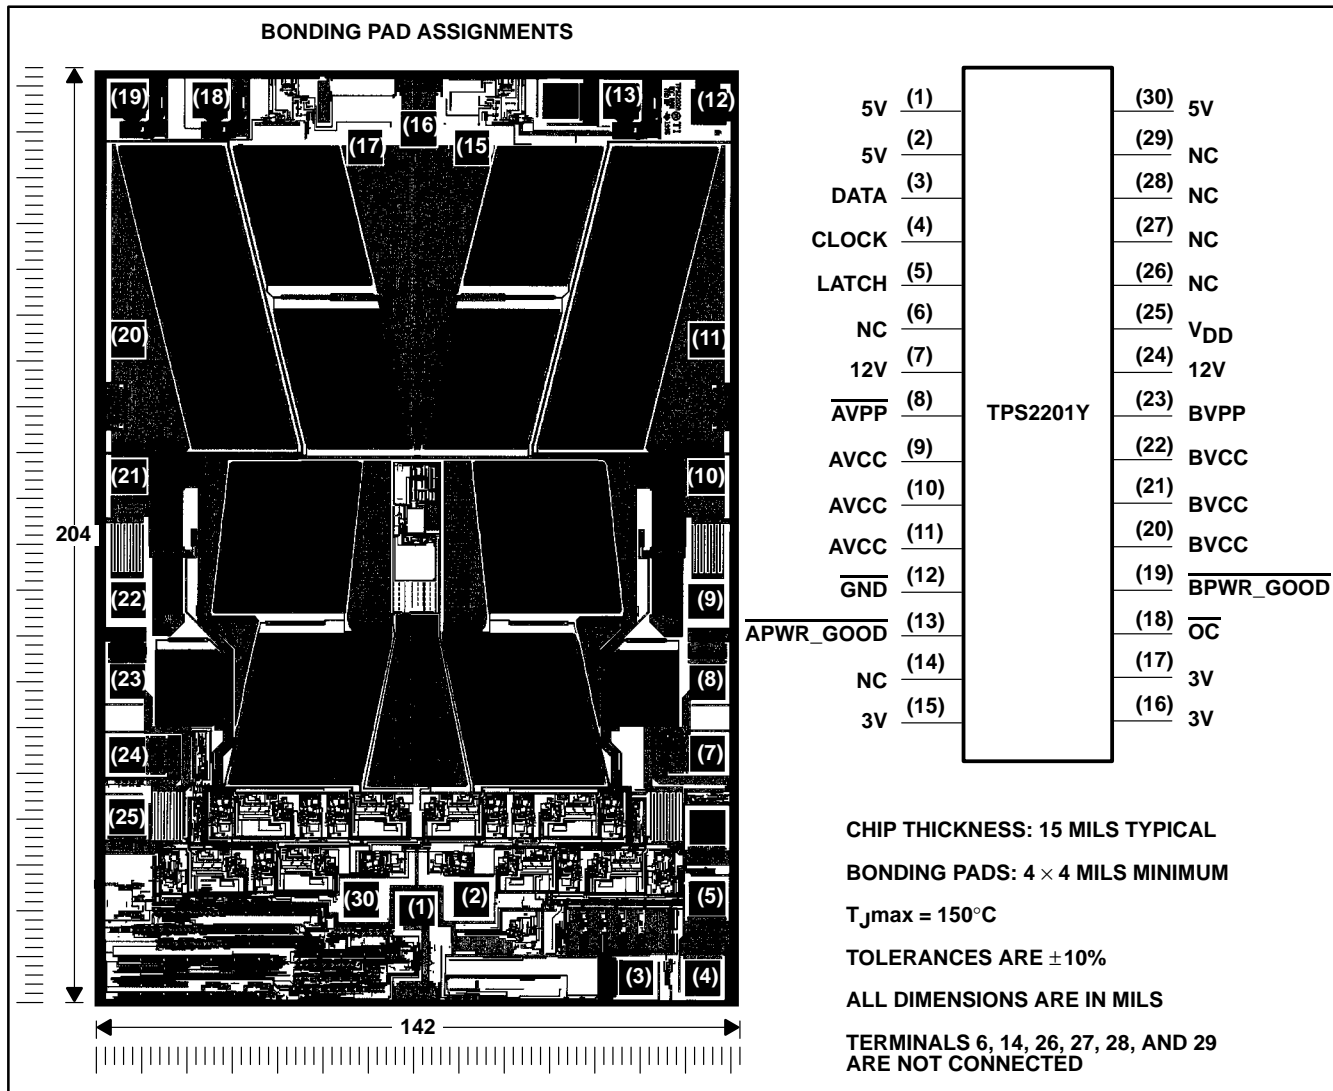 BONDING PAD ASSIGNMENTS
(19) (18) (16) (13) (12)
(17) (15)
(20) (11)
(21) (10)
204
(22) (9)
(23) (8)
(24) (7)
(25)
(30) (1) (2) (5)
(3) (4)
142
5V (1) (30) 5V
5V (2) (29) NC
DATA (3) (28) NC
CLOCK (4) (27) NC
LATCH (5) (26) NC
NC (6) (25) VDD
12V (7) (24) 12V
AVPP (8) (23) BVPP
TPS2201Y
AVCC (9) (22) BVCC
AVCC (10) (21) BVCC
AVCC (11) (20) BVCC
GND (12) (19) BPWR_GOOD
APWR_GOOD (13) (18) OC
NC (14) (17) 3V
3V (15) (16) 3V
CHIP THICKNESS: 15 MILS TYPICAL
BONDING PADS: 4 × 4 MILS MINIMUM
TJmax = 150°C
TOLERANCES ARE ±10%
ALL DIMENSIONS ARE IN MILS
TERMINALS 6, 14, 26, 27, 28, AND 29
ARE NOT CONNECTED